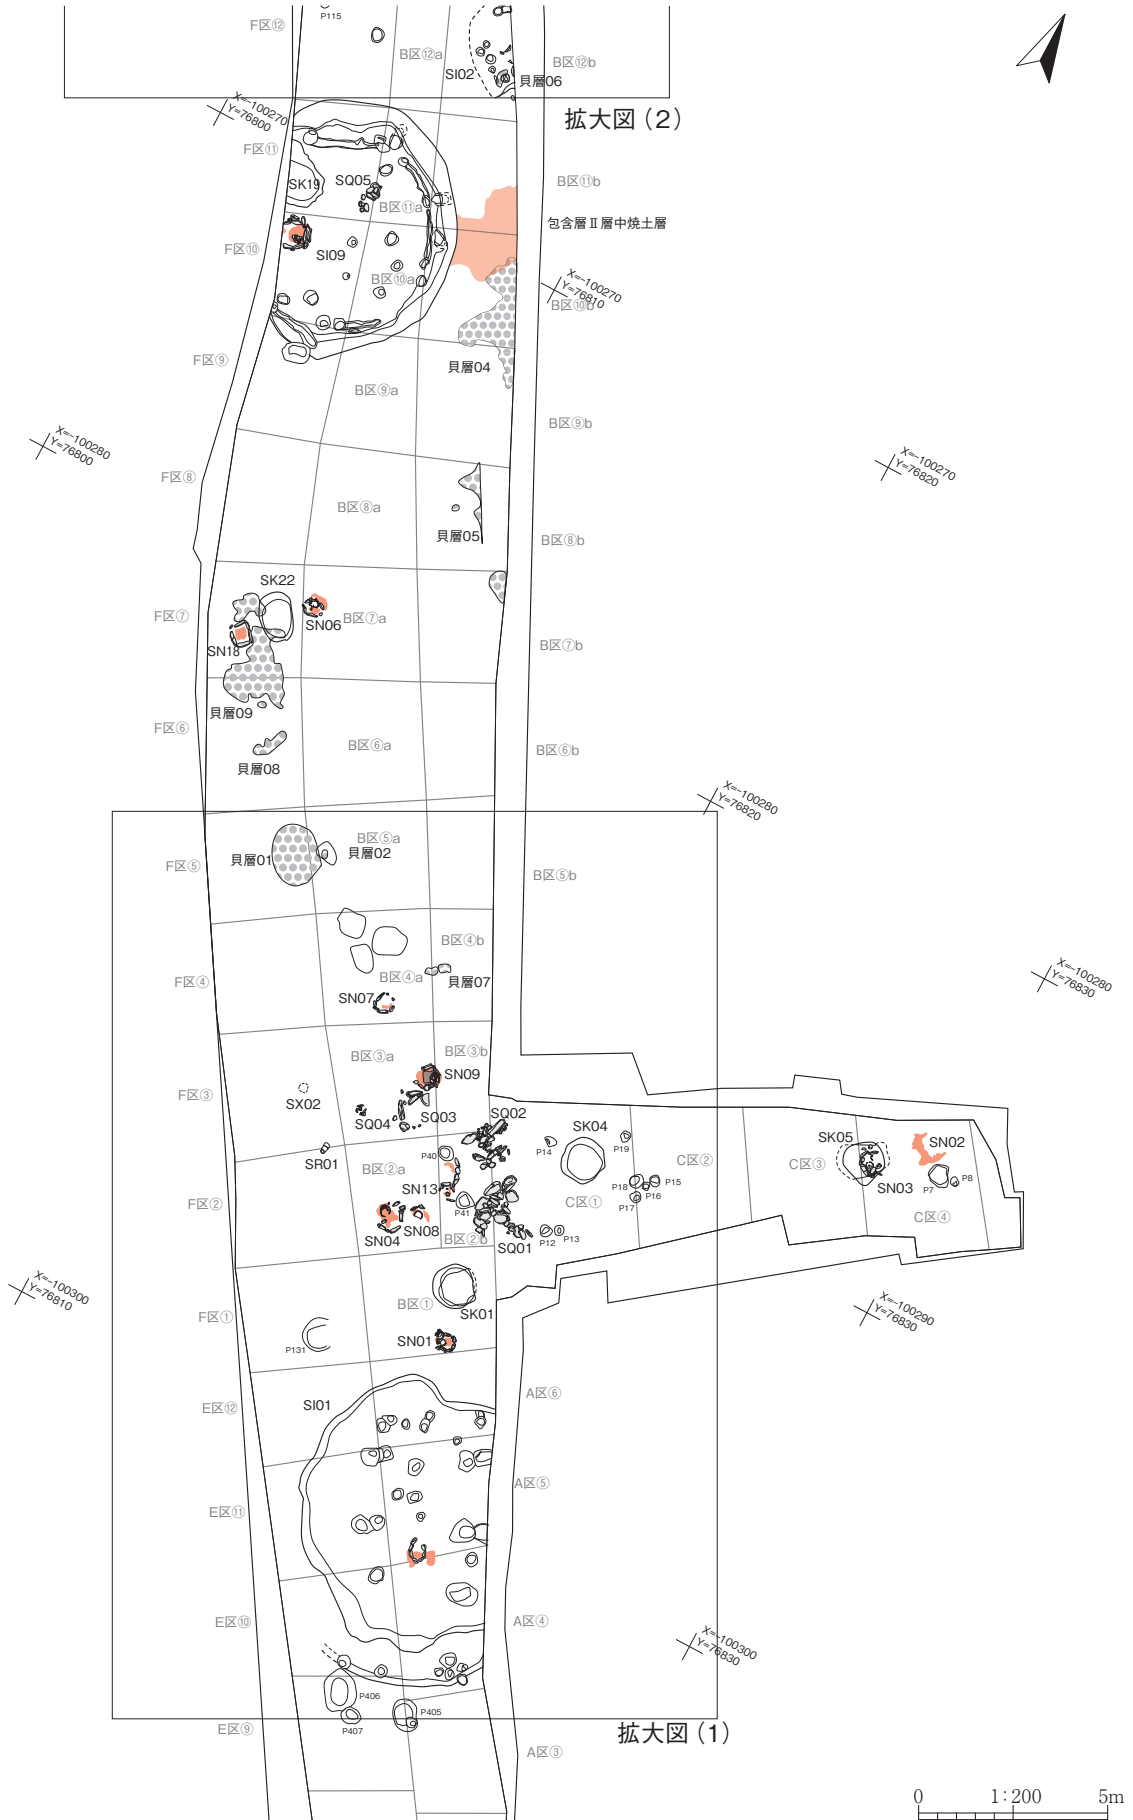 P115
F区⑫
B区⑫a
B区⑫b
SI02
貝層06
拡大図（2）
X=-100270
Y=76800
F区⑪
SK19
SQ05
B区⑪a
B区⑪b
包含層Ⅱ層中焼土層
F区⑩
SI09
B区⑩a
X=-100270
Y=76810
B区⑩b
F区⑨
貝層04
B区⑨a
B区⑨b
X=-100280
Y=76800
X=-100270
Y=76820
F区⑧
B区⑧a
貝層05
B区⑧b
SK22
F区⑦
SN06
B区⑦a
SN18
B区⑦b
貝層09
F区⑥
B区⑥a
B区⑥b
貝層08
X=-100280
Y=76820
B区⑤a
貝層01
貝層02
F区⑤
B区⑤b
B区④b
F区④
B区④a
貝層07
SN07
X=-100280
Y=76830
B区③a
B区③b
SN09
F区③
SX02
SQ04
SQ03
SQ02
SK04
SK05
SN02
P14
P19
SR01
B区②a
P40
C区②
C区③
SN03
P7
P8
SN13
P18
P15
P16
P17
F区②
P41
C区①
C区④
SN04
SN08
B区②b
SQ01
P12
P13
X=-100300
Y=76810
B区①
SK01
F区①
X=-100290
Y=76830
P131
SN01
E区⑫
SI01
A区⑥
A区⑤
E区⑪
E区⑩
A区④
X=-100300
Y=76830
P406
P407
P405
E区⑨
拡大図（1）
A区③
0 1:200 5m